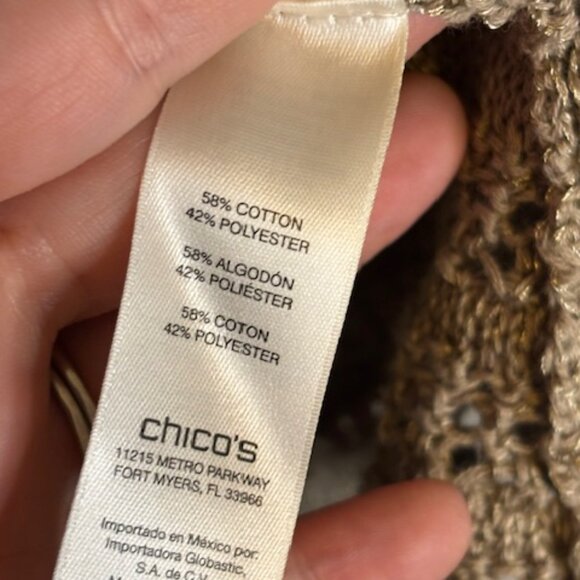 58% COTTON
42% POLYESTER
58% ALGODÓN
42% POLIÉSTER
58% COTON
42% POLYESTER
chico's
11215 METRO PARKWAY
FORT MYERS, FL 33966
Importado en México por:
Importadora Globastic,
S.A. de C.V.